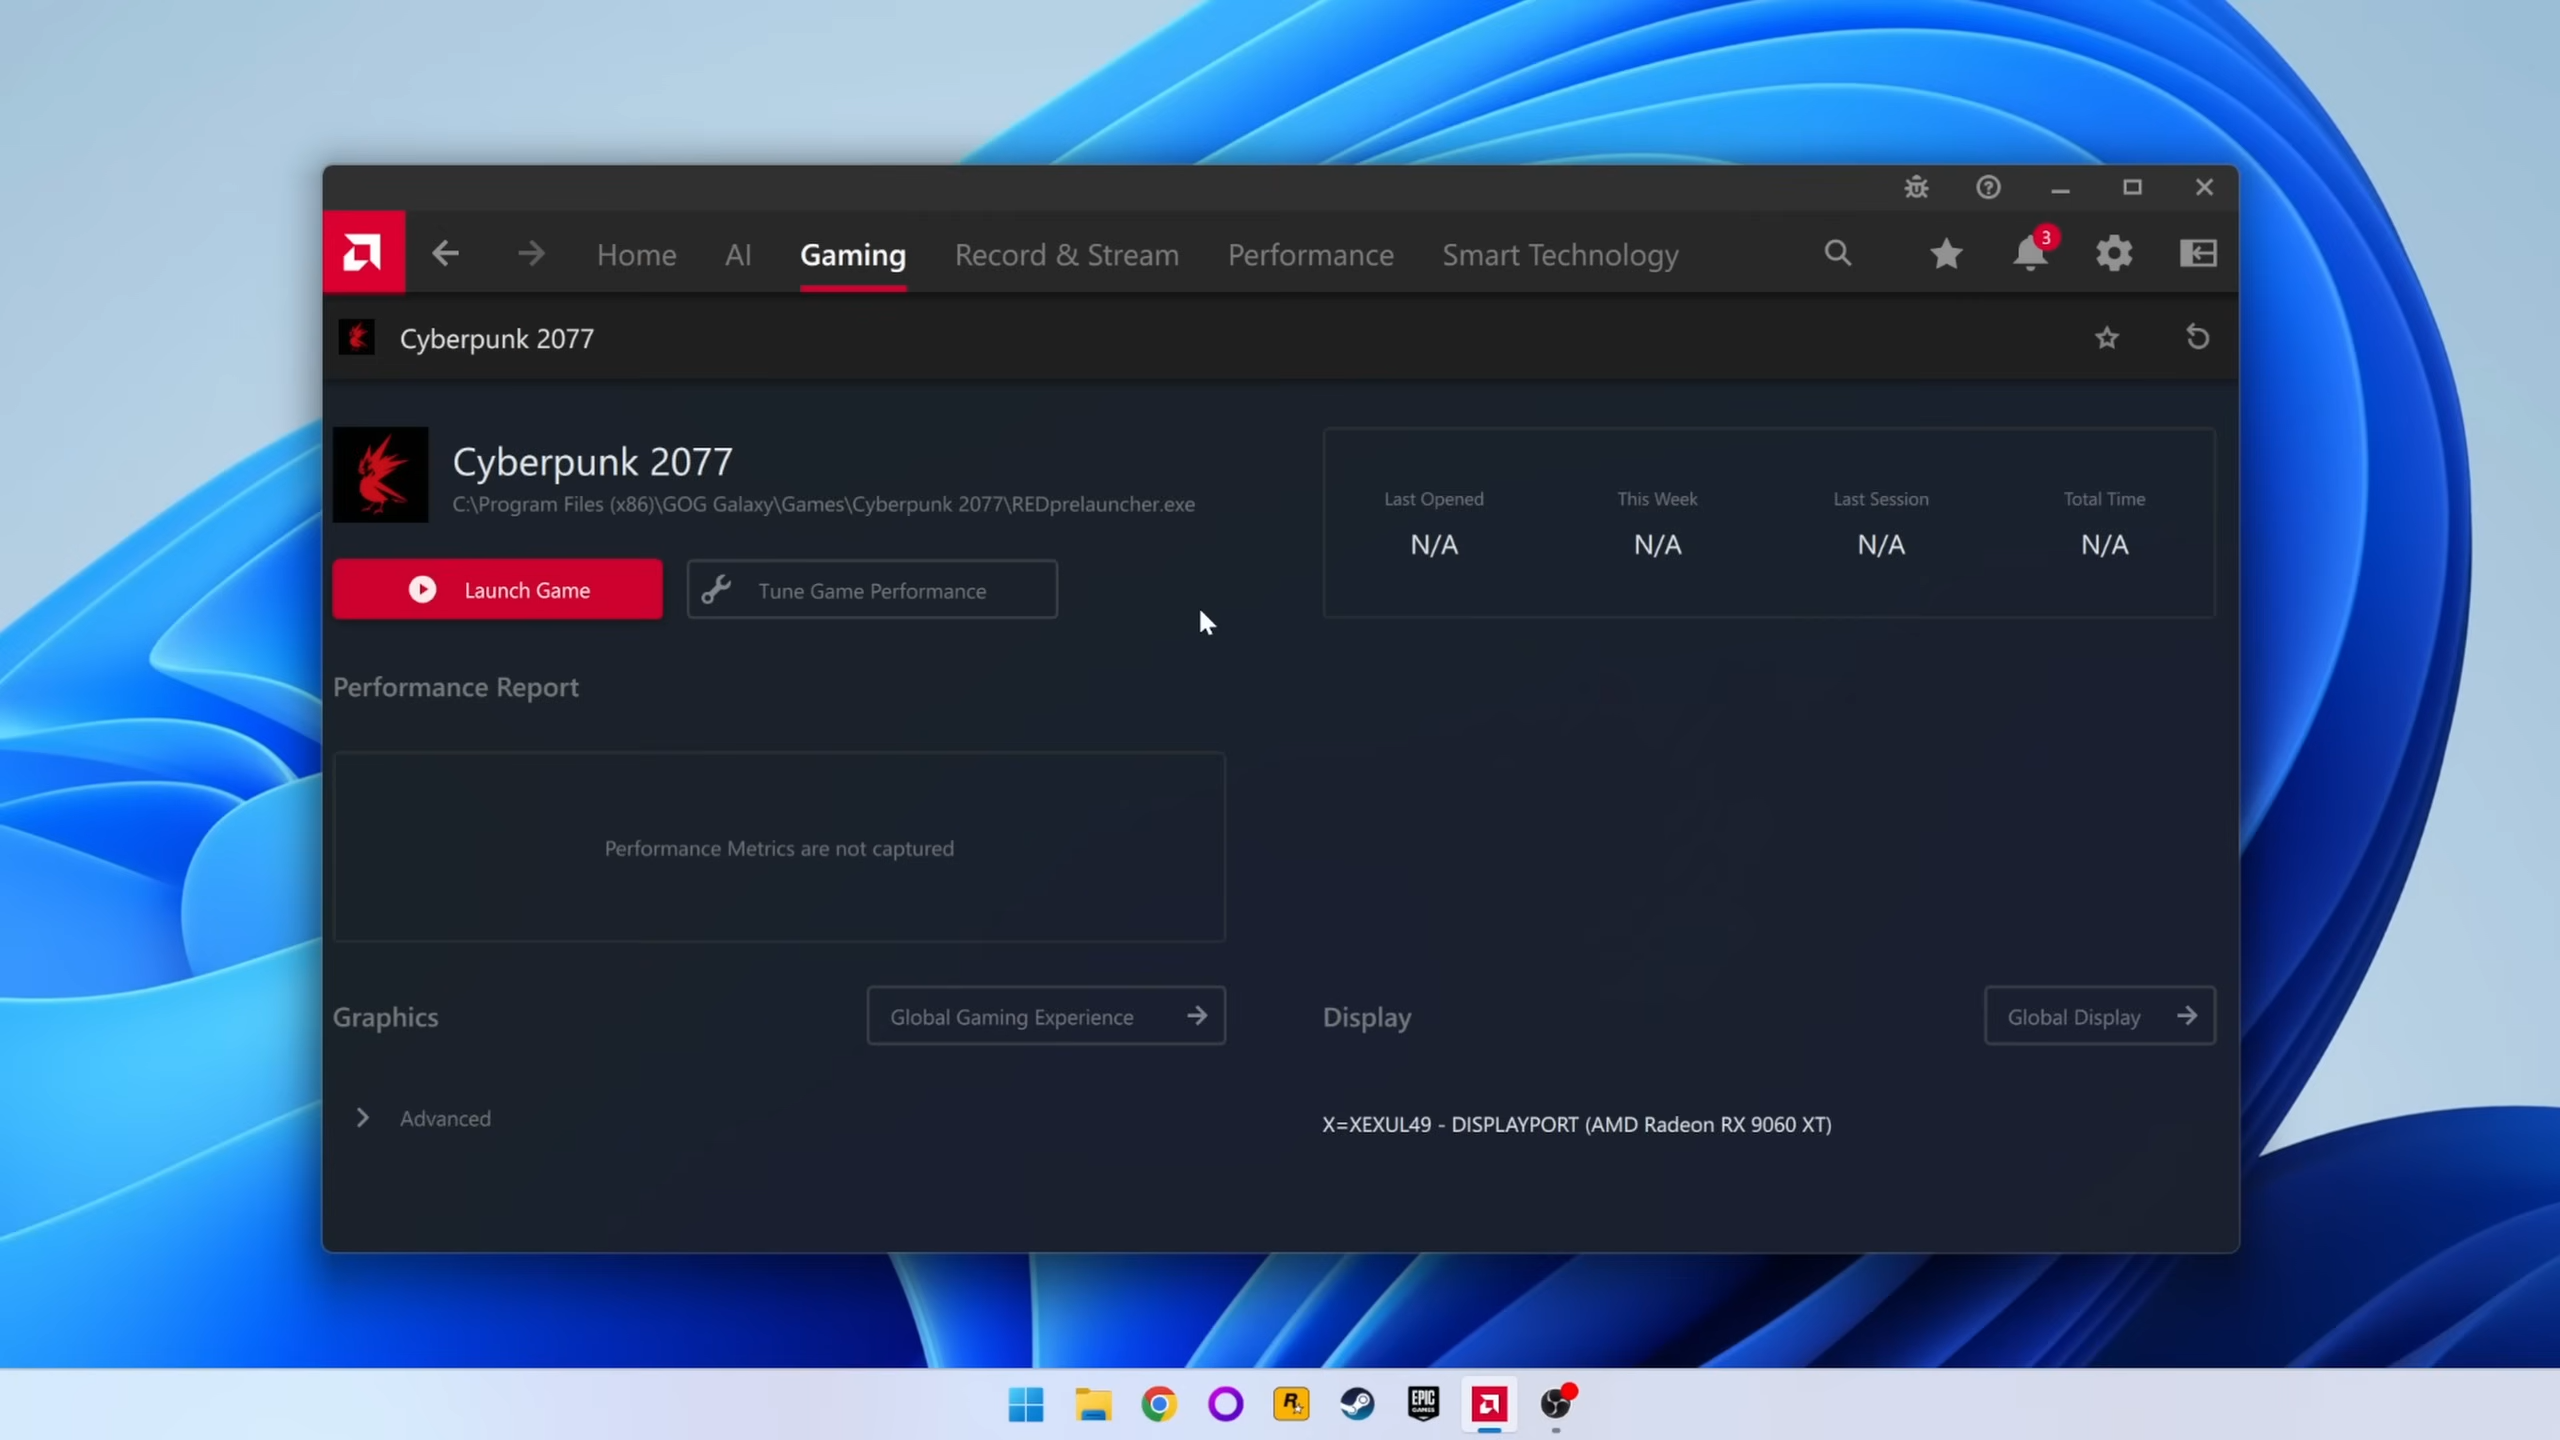 3
Home
AI
Gaming
Record & Stream
Performance
Smart Technology
Cyberpunk 2077
Cyberpunk 2077
C:\Program Files (x86)\GOG Galaxy\Games\Cyberpunk 2077\REDprelauncher.exe
Launch Game
Tune Game Performance
Last Opened
N/A
This Week
N/A
Last Session
N/A
Total Time
N/A
Performance Report
Performance Metrics are not captured
Graphics
Global Gaming Experience
Advanced
Display
Global Display
X=XEXUL49 - DISPLAYPORT (AMD Radeon RX 9060 XT)
R
EPIC
GAMES